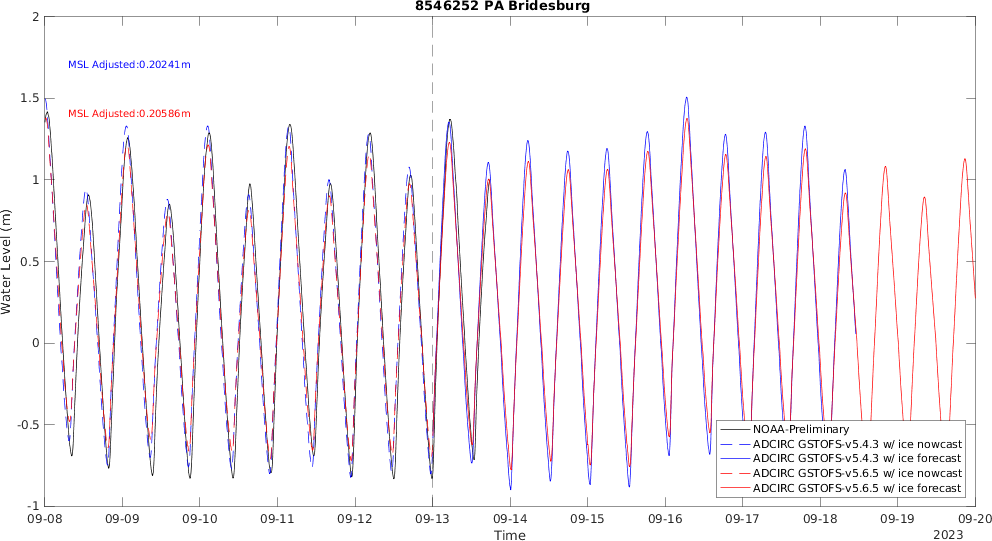 8546252 PA Bridesburg
2
MSL Adjusted:0.20241m
1.5
MSL Adjusted:0.20586m
1
0.5
0
-0.5
-1
Water Level (m)
NOAA-Preliminary
ADCIRC GSTOFS-v5.4.3 w/ ice nowcast
ADCIRC GSTOFS-v5.4.3 w/ ice forecast
ADCIRC GSTOFS-v5.6.5 w/ ice nowcast
ADCIRC GSTOFS-v5.6.5 w/ ice forecast
09-08 09-09 09-10 09-11 09-12 09-13 09-14 09-15 09-16 09-17 09-18 09-19 09-20
Time
2023